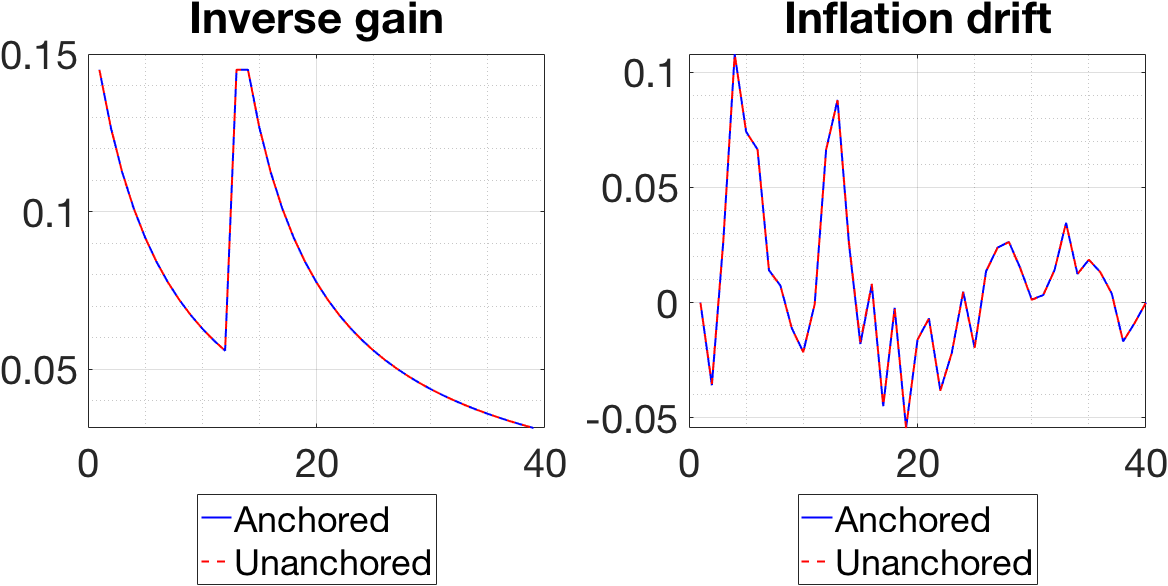 Inverse gain
0.15
0.1
0.05
0 20 40
Anchored
Unanchored
Inflation drift
0.1
0.05
0
-0.05
0 20 40
Anchored
Unanchored